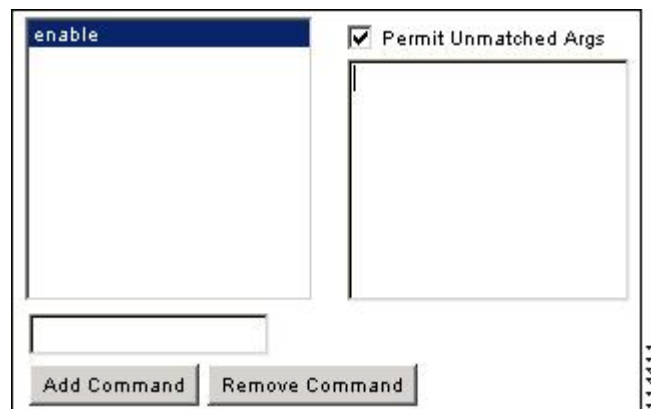 enable
Permit Unmatched Args
Add Command
Remove Command